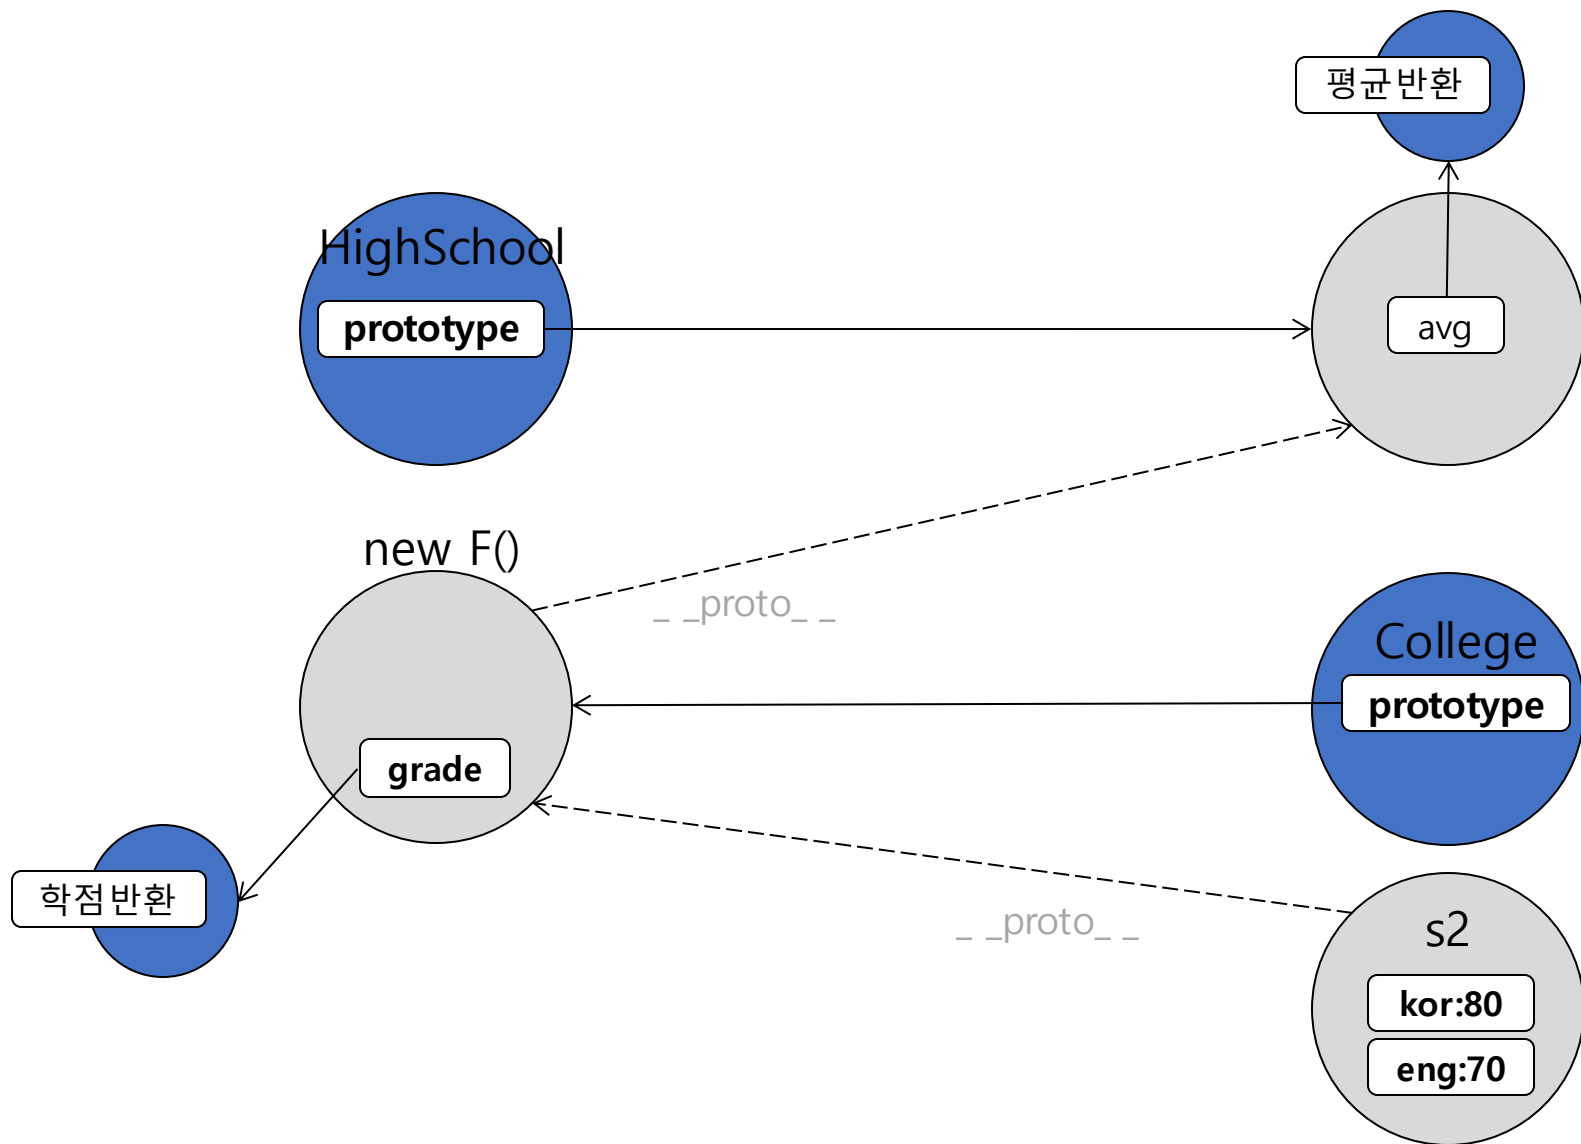 평균반환
HighSchool
prototype
avg
new F()
_ _proto_ _
College
prototype
grade
학점반환
_ _proto_ _
s2
kor:80
eng:70